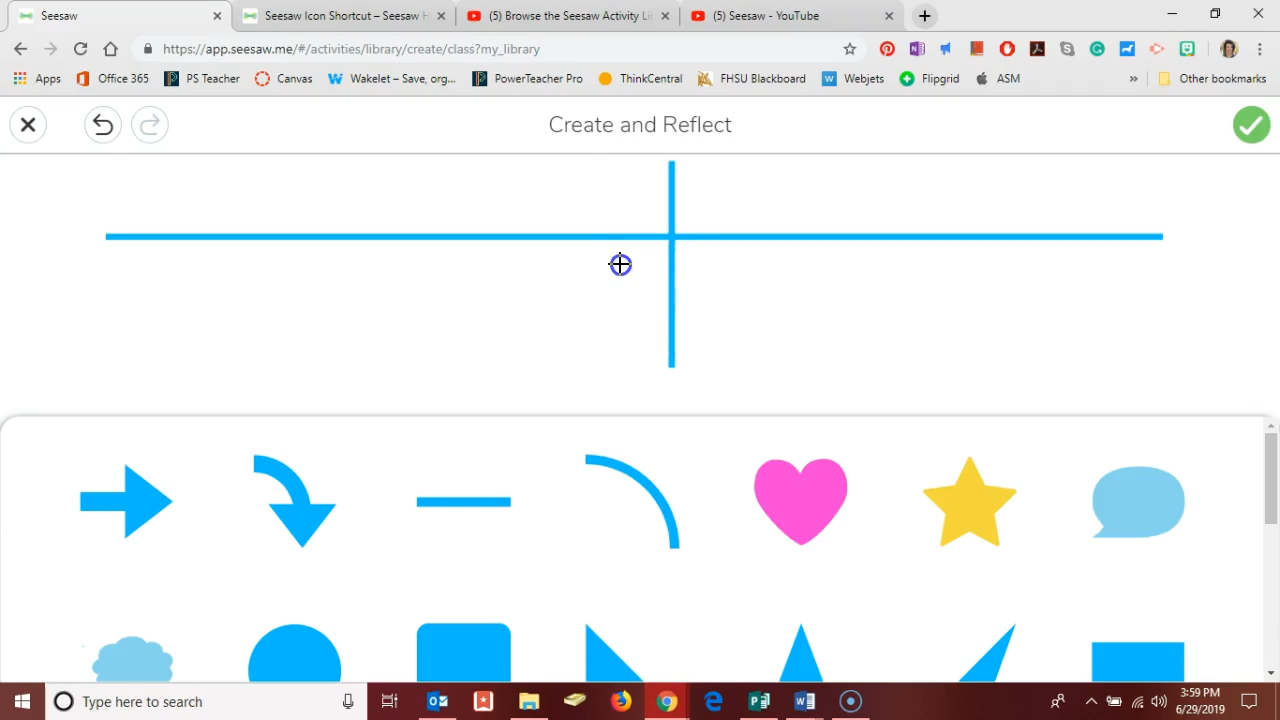 Seesaw
Seesaw Icon Shortcut – Seesaw H
(5) Browse the Seesaw Activity Li
(5) Seesaw - YouTube
https://app.seesaw.me/#/activities/library/create/class?my_library
Apps
Office 365
PS Teacher
Canvas
Wakelet – Save, org...
PowerTeacher Pro
ThinkCentral
FHSU Blackboard
Webjets
Flipgrid
ASM
»
Other bookmarks
Create and Reflect
Type here to search
3:59 PM
6/29/2019